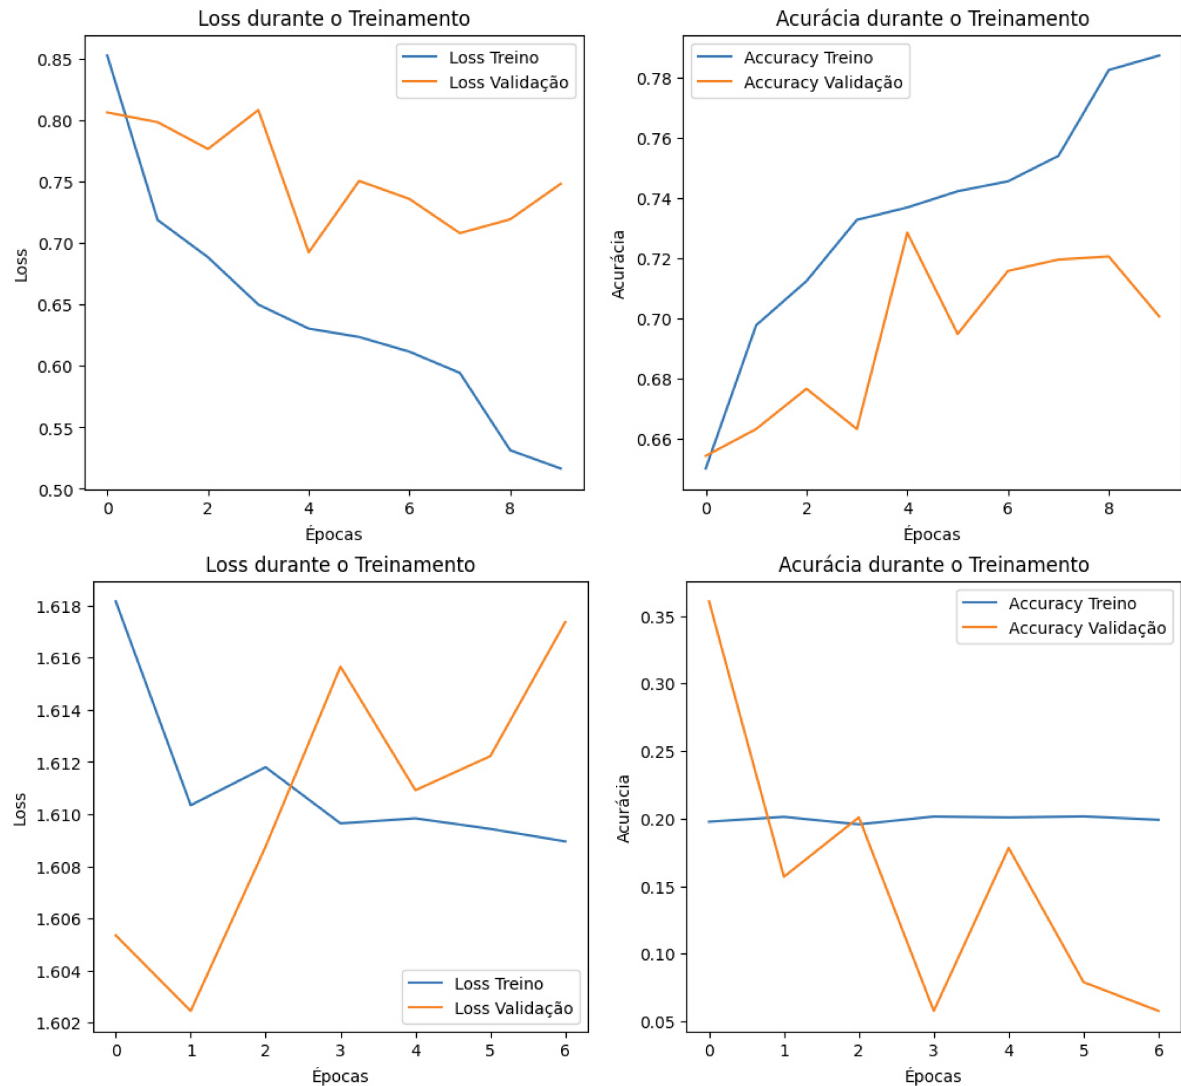 Loss durante o Treinamento
Loss Treino
Loss Validação
0.85
0.80
0.75
0.70
0.65
0.60
0.55
0.50
Loss
0 2 4 6 8
Épocas
Acurácia durante o Treinamento
Accuracy Treino
Accuracy Validação
0.78
0.76
0.74
0.72
0.70
0.68
0.66
Acurácia
0 2 4 6 8
Épocas
Loss durante o Treinamento
1.618
1.616
1.614
1.612
1.610
1.608
1.606
1.604
1.602
Loss
Loss Treino
Loss Validação
0 1 2 3 4 5 6
Épocas
Acurácia durante o Treinamento
Accuracy Treino
Accuracy Validação
0.35
0.30
0.25
0.20
0.15
0.10
0.05
Acurácia
0 1 2 3 4 5 6
Épocas